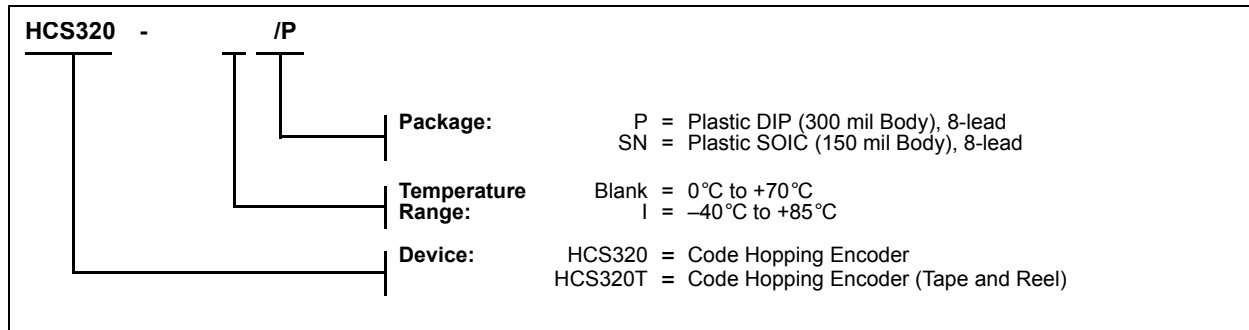 HCS320 - /P
Package: P = Plastic DIP (300 mil Body), 8-lead
SN = Plastic SOIC (150 mil Body), 8-lead
Temperature Blank = 0°C to +70°C
Range: I = –40°C to +85°C
Device: HCS320 = Code Hopping Encoder
HCS320T = Code Hopping Encoder (Tape and Reel)